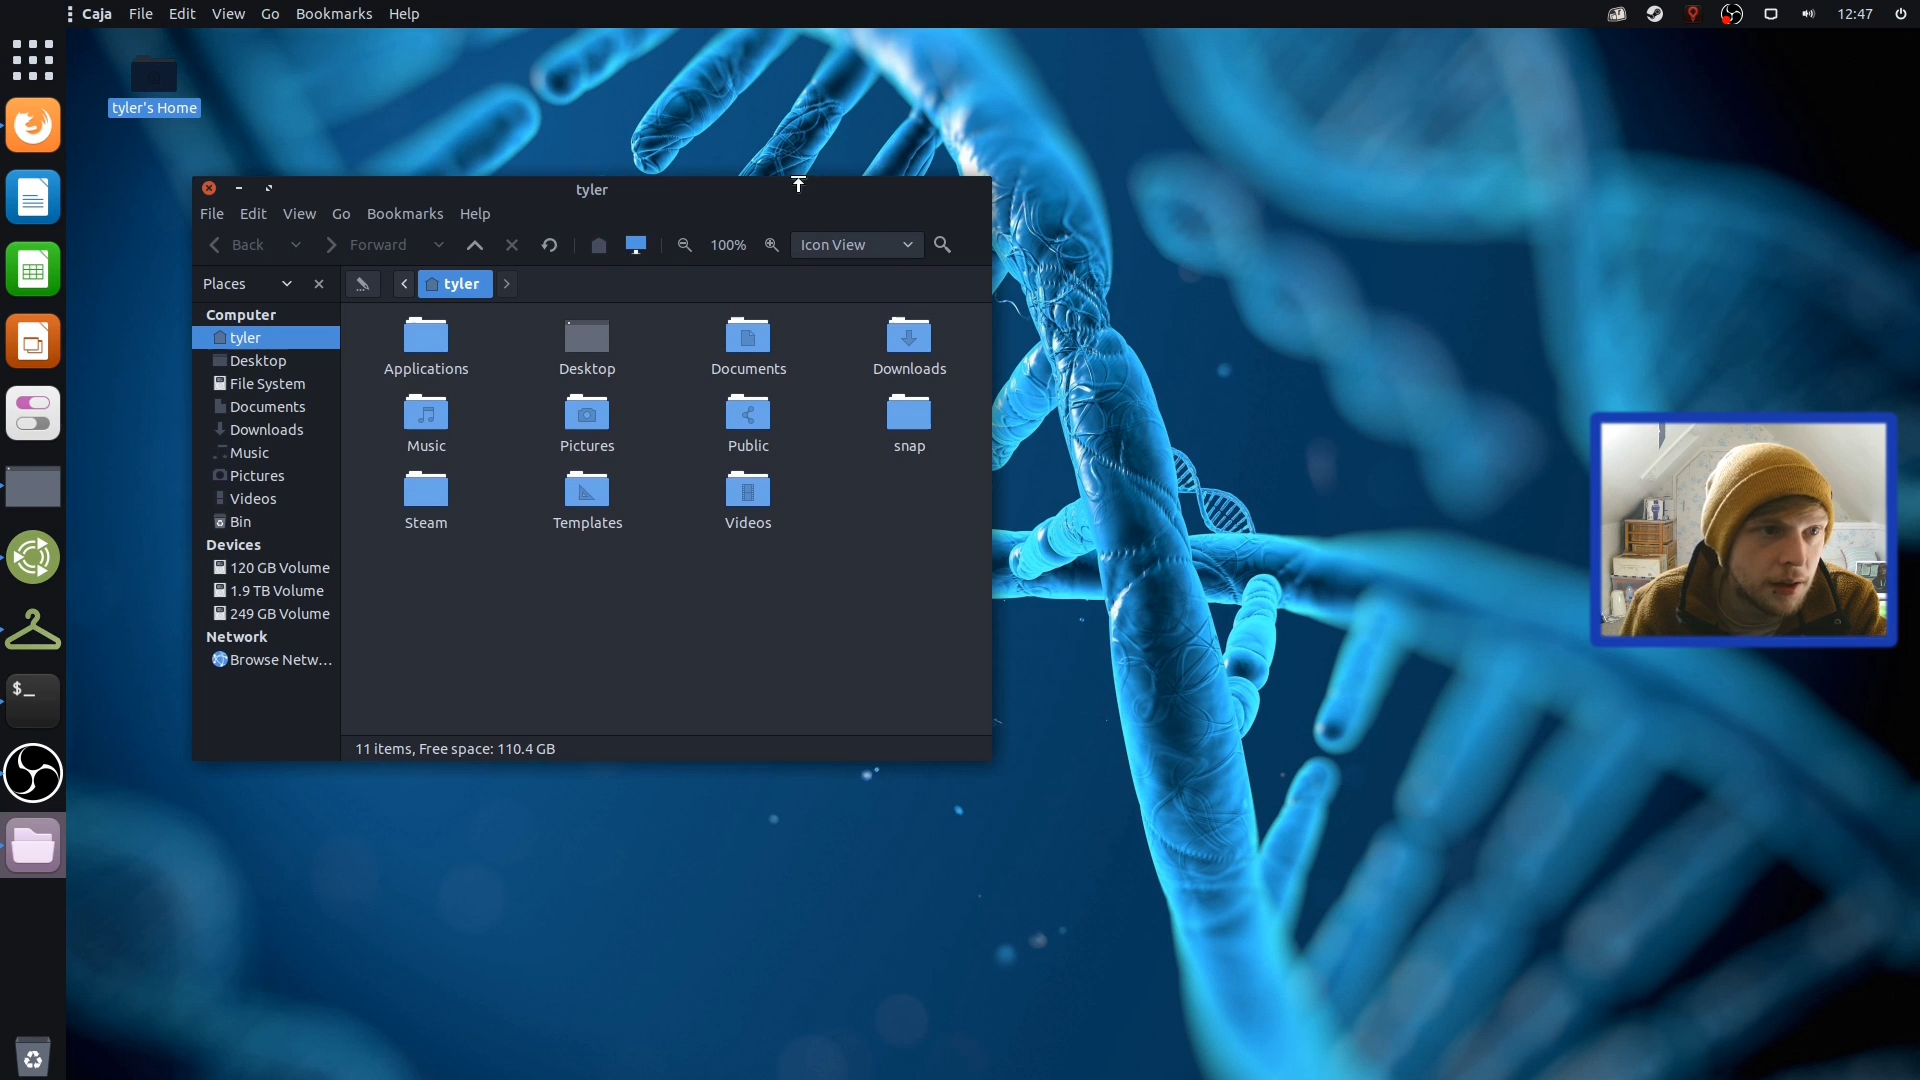 Caja File Edit View Go Bookmarks Help 12:47
tyler's Home
tyler
File Edit View Go Bookmarks Help
Back Forward 100% Icon View
Places tyler
Computer
tyler
Desktop
File System
Documents
Downloads
Music
Pictures
Videos
Bin
Devices
120 GB Volume
1.9 TB Volume
249 GB Volume
Network
Browse Netw...
Applications Desktop Documents Downloads
Music Pictures Public snap
Steam Templates Videos
11 items, Free space: 110.4 GB
$_